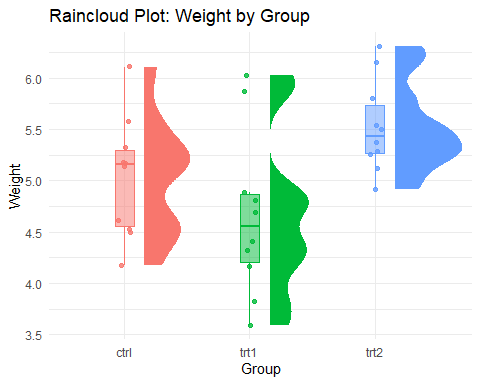 Raincloud Plot: Weight by Group
Weight
6.0
5.5
5.0
4.5
4.0
3.5
ctrl
trt1
trt2
Group